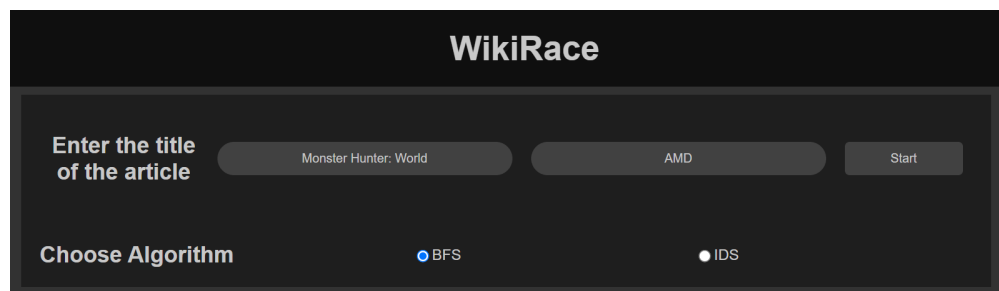 WikiRace
Enter the title
of the article
Monster Hunter: World
AMD
Start
Choose Algorithm
BFS
IDS